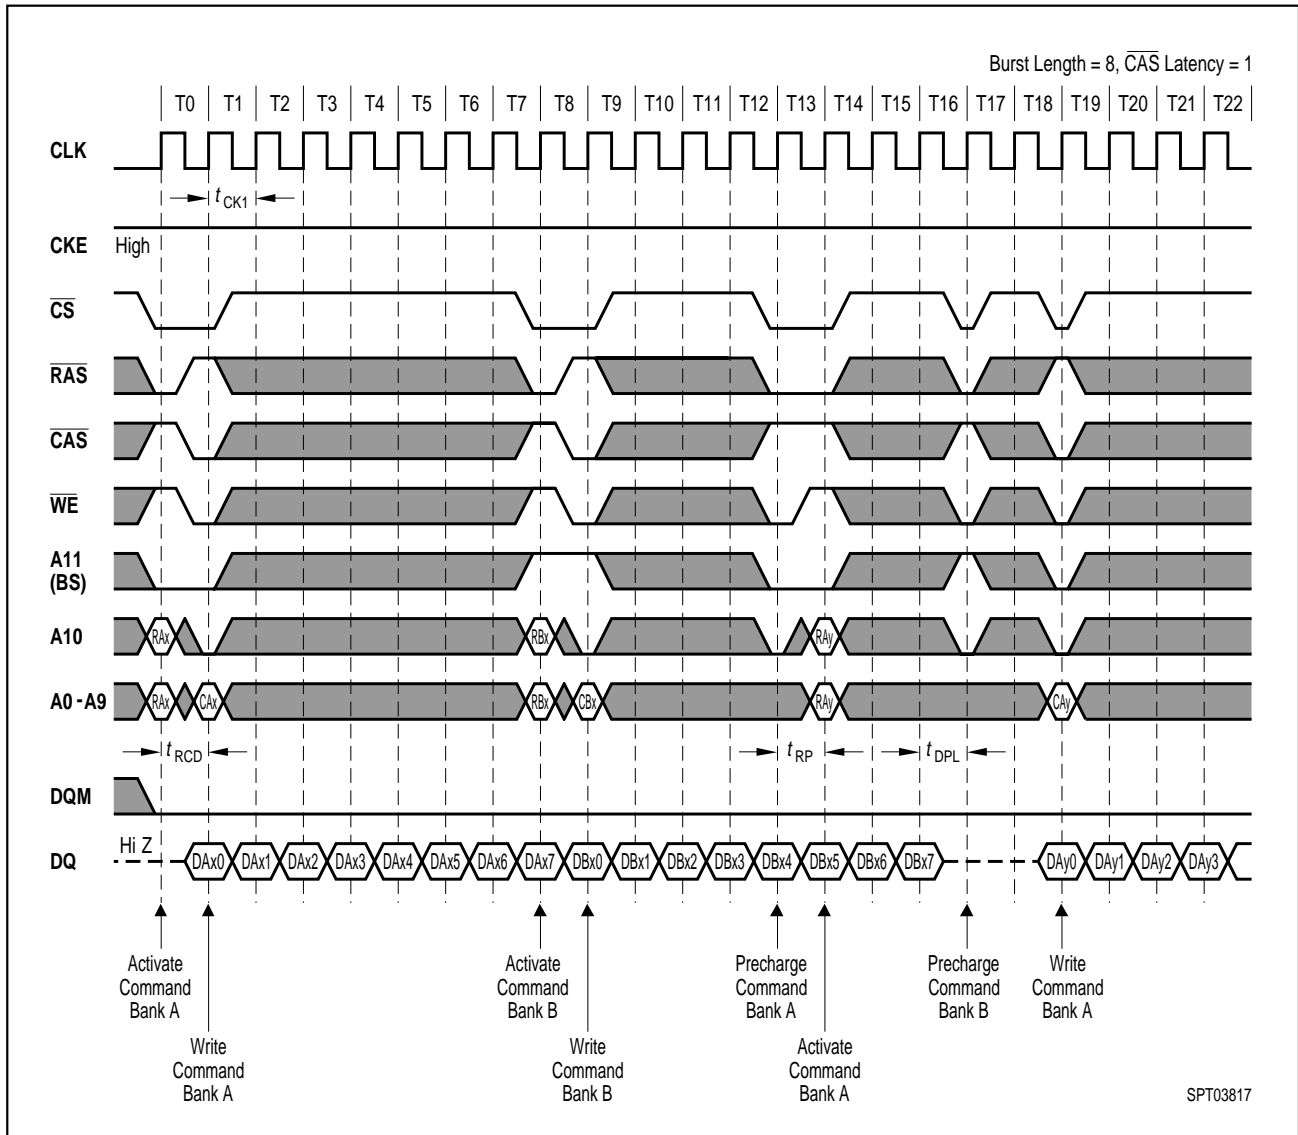 Burst Length = 8, CAS Latency = 1
T0 T1 T2 T3 T4 T5 T6 T7 T8 T9 T10 T11 T12 T13 T14 T15 T16 T17 T18 T19 T20 T21 T22
CLK
t CK1
CKE High
CS
RAS
CAS
WE
A11
(BS)
A10 RAx RBx RAy
A0 - A9 RAx CAx RBx CBx RAy CAy
t RCD t RP t DPL
DQM
Hi Z
DQ DAx0 DAx1 DAx2 DAx3 DAx4 DAx5 DAx6 DAx7 DBx0 DBx1 DBx2 DBx3 DBx4 DBx5 DBx6 DBx7 DAy0 DAy1 DAy2 DAy3
Activate
Command
Bank A
Write
Command
Bank A
Activate
Command
Bank B
Write
Command
Bank B
Precharge
Command
Bank A
Activate
Command
Bank A
Precharge
Command
Bank B
Write
Command
Bank A
SPT03817